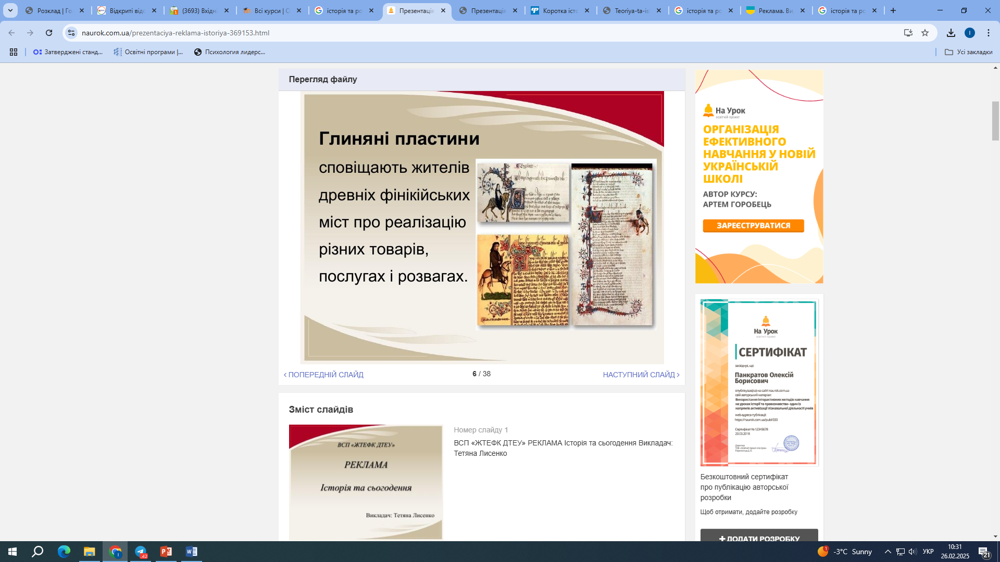 Розклад | Го
Відкриті відо
(3693) Вхідні
Всі курси | С
історія та ро
Презентація
Презентація
Коротка істо
Teoriya-ta-is
історія та ро
Реклама. Ви
історія та ро
naurok.com.ua/prezentaciya-reklama-istoriya-369153.html
Затверджені станд...
Освітні програми |...
Психология лидерс...
Усі закладки
Перегляд файлу
Глиняні пластини
сповіщають жителів
древніх фінікійських
міст про реалізацію
різних товарів,
послугах і розвагах.
ПОПЕРЕДНІЙ СЛАЙД
6 / 38
НАСТУПНИЙ СЛАЙД
Зміст слайдів
ВСП «ЖТЕФК ДТЕУ»
РЕКЛАМА
Історія та сьогодення
Викладач: Тетяна Лисенко
Номер слайду 1
ВСП «ЖТЕФК ДТЕУ» РЕКЛАМА Історія та сьогодення Викладач:
Тетяна Лисенко
На Урок
освітній проект
ОРГАНІЗАЦІЯ
ЕФЕКТИВНОГО
НАВЧАННЯ У НОВІЙ
УКРАЇНСЬКІЙ
ШКОЛІ
АВТОР КУРСУ:
АРТЕМ ГОРОБЕЦЬ
ЗАРЕЄСТРУВАТИСЯ
На Урок
освітній проект
СЕРТИФІКАТ
засвідчує, що
Панкратов Олексій
Борисович
опублікував(ла) на сайті naurok.com.ua
свій авторський матеріал:
Використання інтерактивних методів навчання
на уроках історії та правознавства– один із
напрямів активізації пізнавальної діяльності учнів
web-адреса публікації:
https://naurok.com.ua/publ/333
Сертифікат № 12345678
20.03.2018
Безкоштовний сертифікат
про публікацію авторської
розробки
Щоб отримати, додайте розробку
ДОДАТИ РОЗРОБКУ
.42
1
-3°C Sunny
УКР
10:31
26.02.2025
21